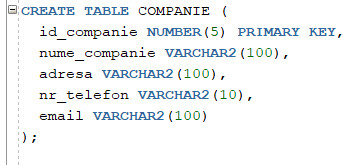 CREATE TABLE COMPANIE (
id_companie NUMBER(5) PRIMARY KEY,
nume_companie VARCHAR2(100),
adresa VARCHAR2(100),
nr_telefon VARCHAR2(10),
email VARCHAR2(100)
);